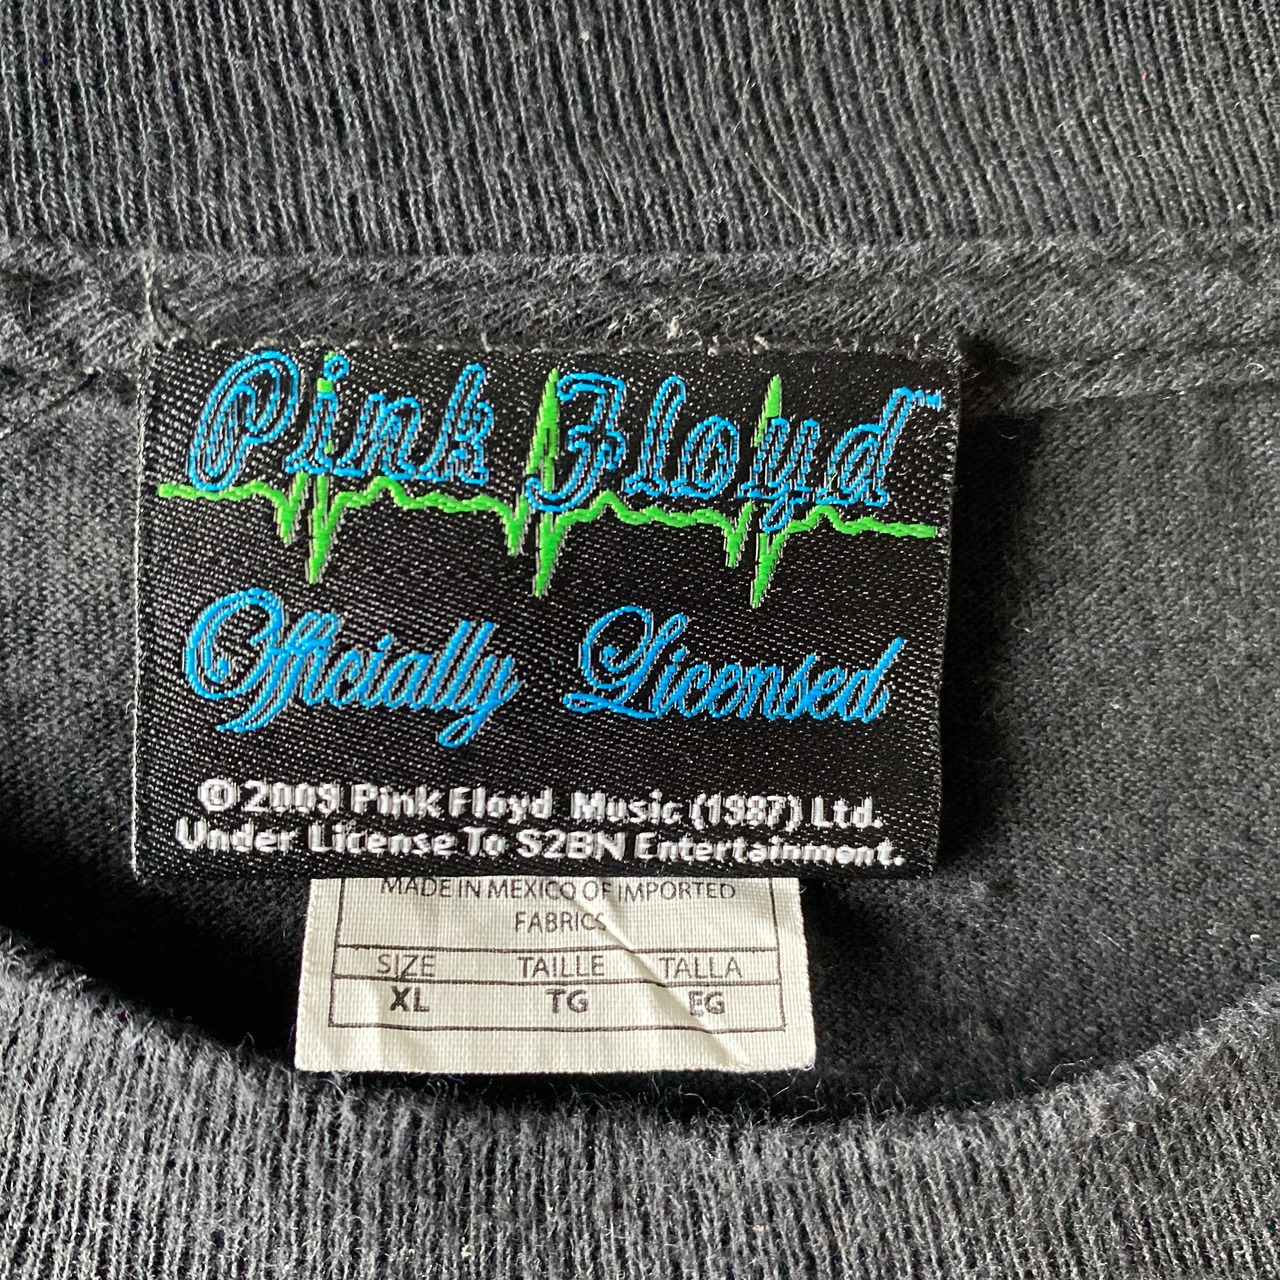 Pink Floyd™
Officially Licensed
© 2009 Pink Floyd Music (1987) Ltd.
Under License To S2BN Entertainment.
MADE IN MEXICO OF IMPORTED
FABRICS
SIZE TAILLE TALLA
XL TG EG